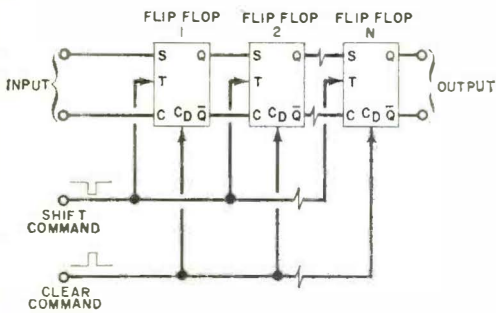 FLIP FLOP 1
FLIP FLOP 2
FLIP FLOP N
S Q
T
C CD Q̄
S Q
T
C CD Q̄
S Q
T
C CD Q̄
INPUT
OUTPUT
SHIFT
COMMAND
CLEAR
COMMAND